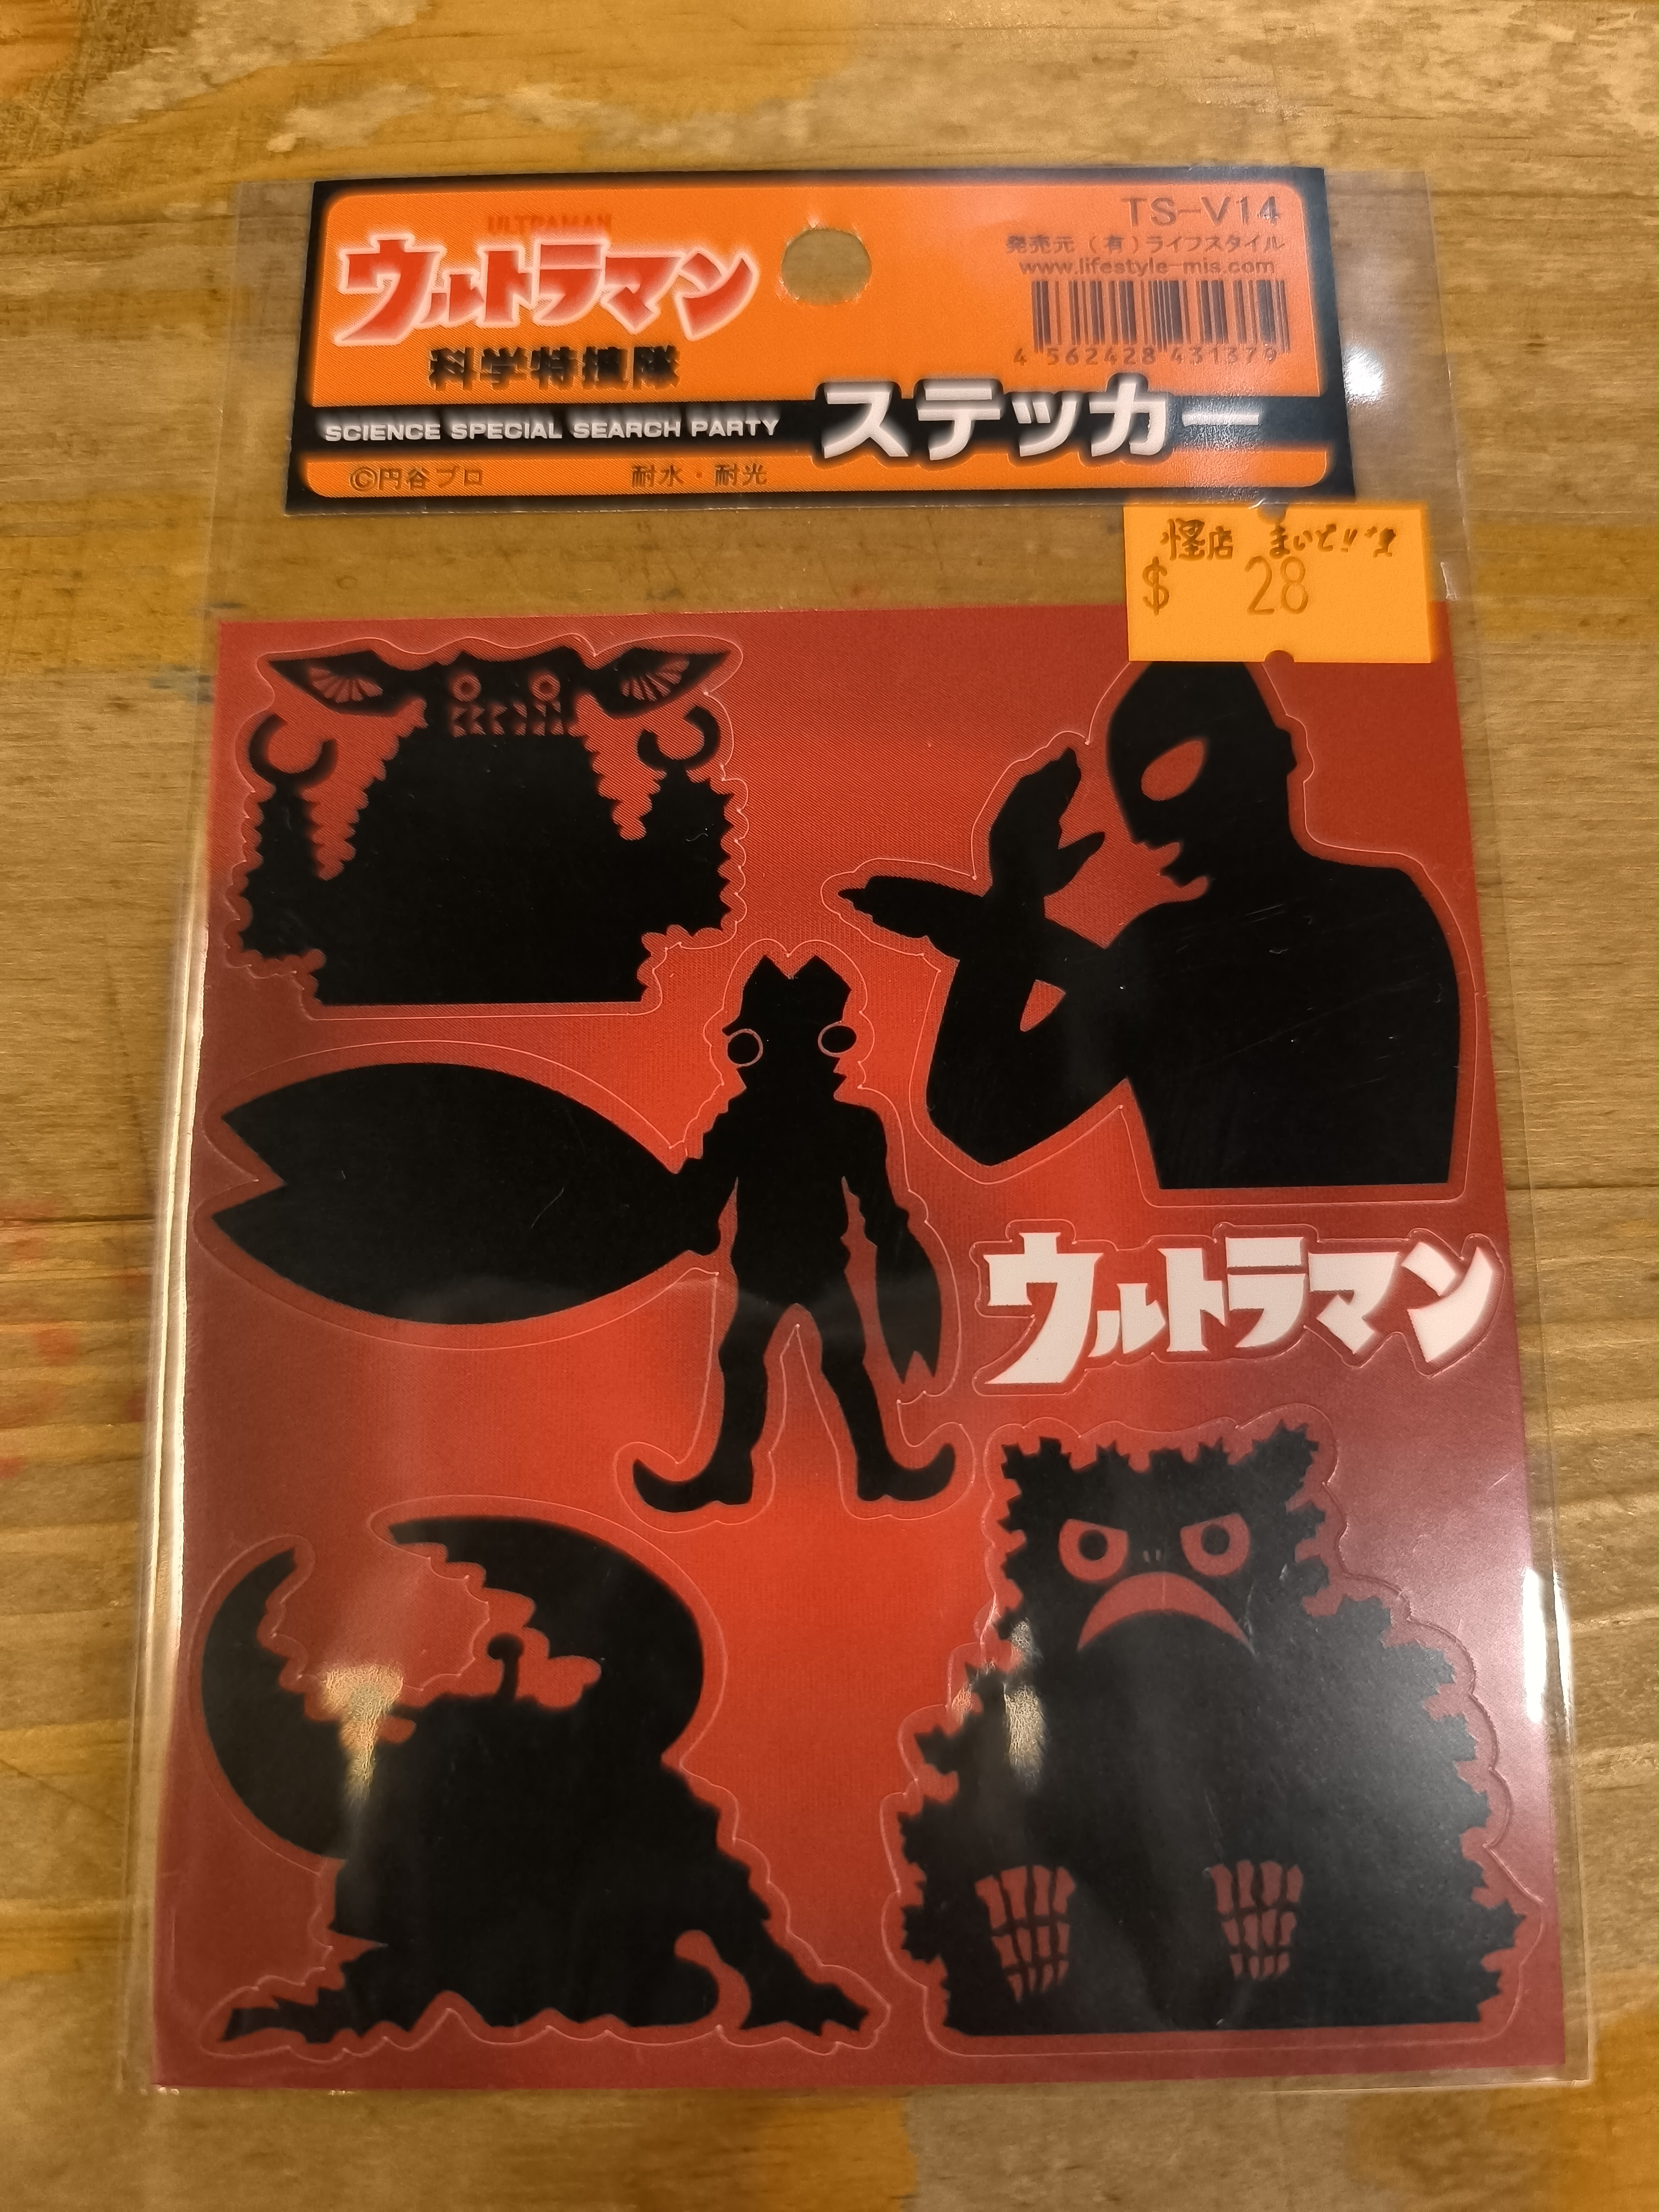 ULTRAMAN
ウルトラマン
科学特捜隊
SCIENCE SPECIAL SEARCH PARTY
ステッカー
©円谷プロ
耐水・耐光
TS-V14
発売元(有)ライフスタイル
www.lifestyle-mis.com
4 562428 431379
怪店 まいど!!
$ 28
ウルトラマン